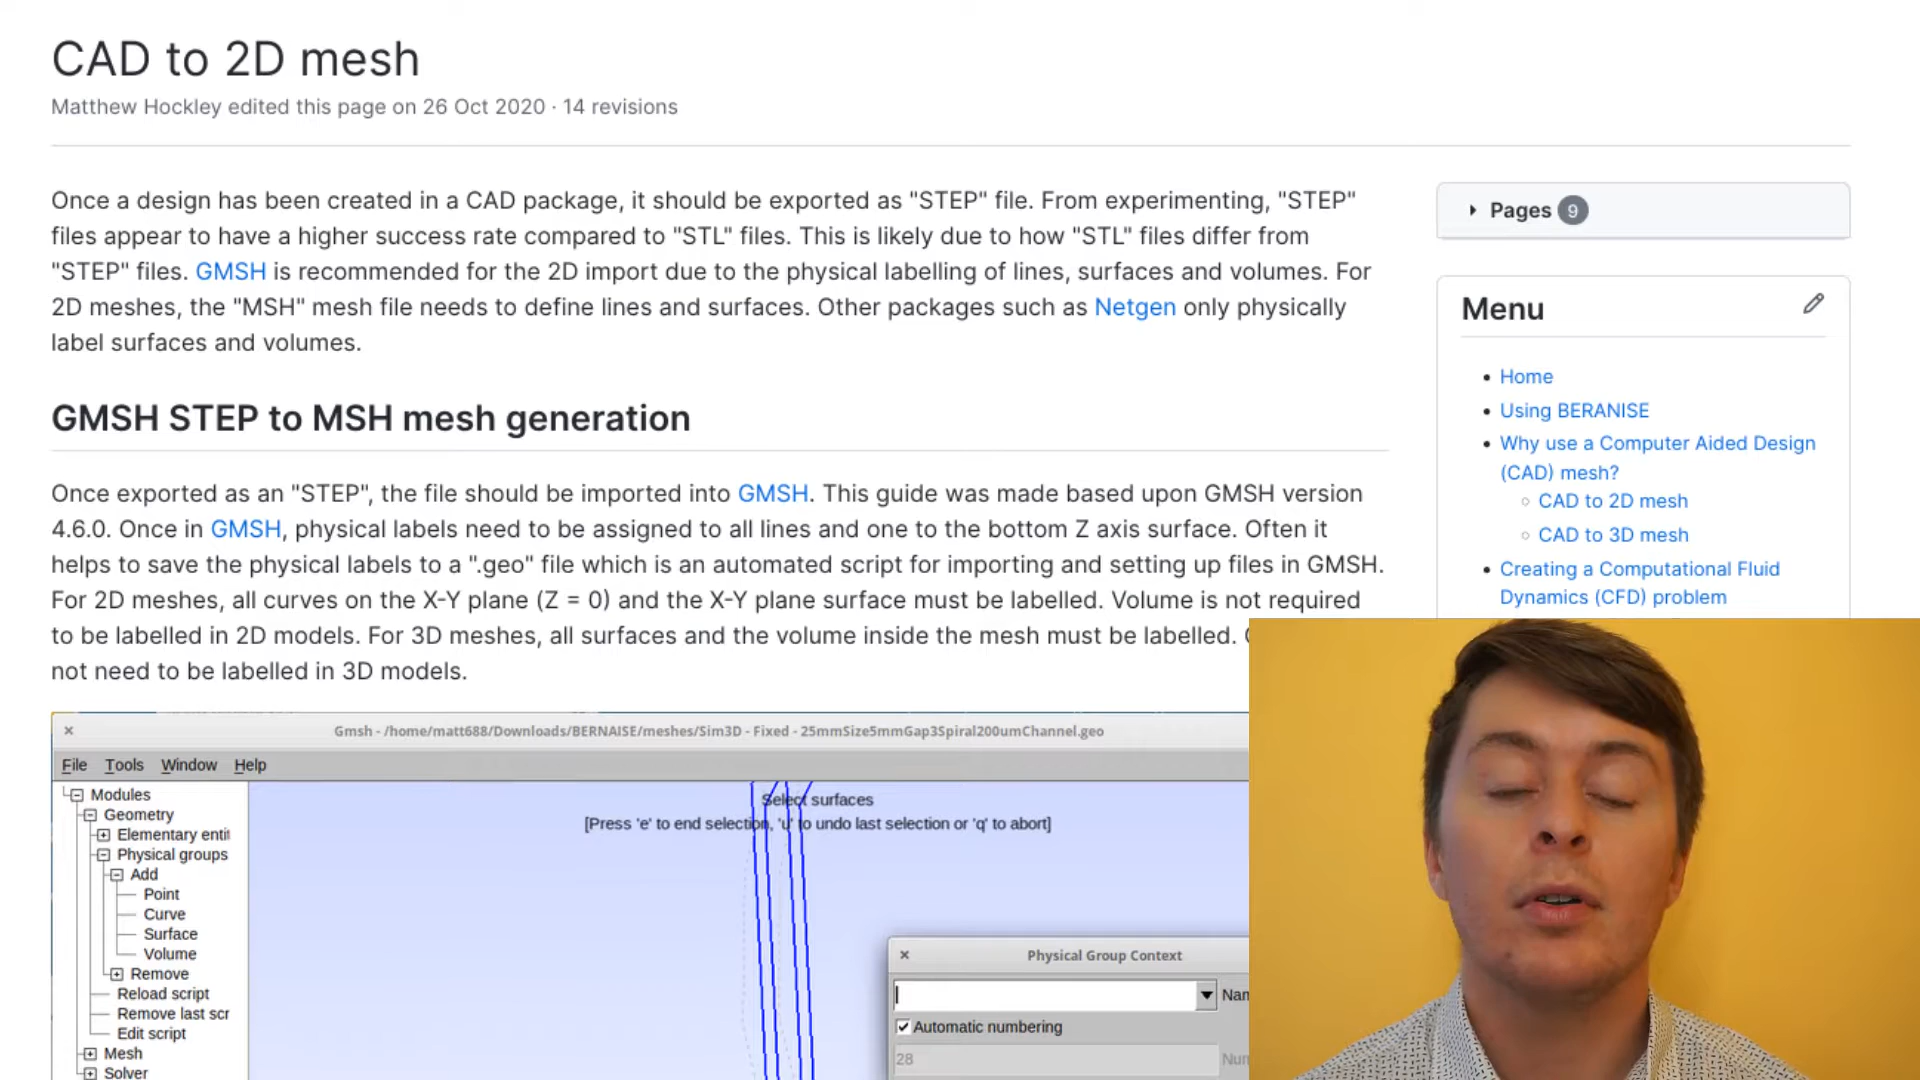 CAD to 2D mesh
Matthew Hockley edited this page on 26 Oct 2020 · 14 revisions
Once a design has been created in a CAD package, it should be exported as "STEP" file. From experimenting, "STEP"
files appear to have a higher success rate compared to "STL" files. This is likely due to how "STL" files differ from
"STEP" files. GMSH is recommended for the 2D import due to the physical labelling of lines, surfaces and volumes. For
2D meshes, the "MSH" mesh file needs to define lines and surfaces. Other packages such as Netgen only physically
label surfaces and volumes.
GMSH STEP to MSH mesh generation
Once exported as an "STEP", the file should be imported into GMSH. This guide was made based upon GMSH version
4.6.0. Once in GMSH, physical labels need to be assigned to all lines and one to the bottom Z axis surface. Often it
helps to save the physical labels to a ".geo" file which is an automated script for importing and setting up files in GMSH.
For 2D meshes, all curves on the X-Y plane (Z = 0) and the X-Y plane surface must be labelled. Volume is not required
to be labelled in 2D models. For 3D meshes, all surfaces and the volume inside the mesh must be labelled.
not need to be labelled in 3D models.
Pages 9
Menu
Home
Using BERANISE
Why use a Computer Aided Design
(CAD) mesh?
CAD to 2D mesh
CAD to 3D mesh
Creating a Computational Fluid
Dynamics (CFD) problem
Gmsh - /home/matt688/Downloads/BERNAISE/meshes/Sim3D - Fixed - 25mmSize5mmGap3Spiral200umChannel.geo
File Tools Window Help
Modules
Geometry
Elementary enti
Physical groups
Add
Point
Curve
Surface
Volume
Remove
Reload script
Remove last scr
Edit script
Mesh
Solver
Select surfaces
[Press 'e' to end selection, 'u' to undo last selection or 'q' to abort]
Physical Group Context
Automatic numbering
28